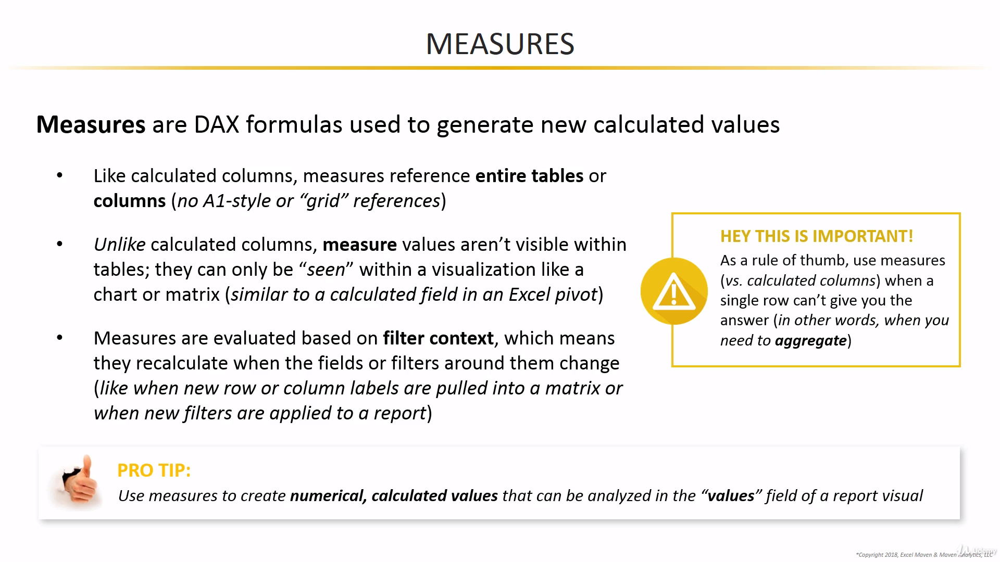 MEASURES
Measures are DAX formulas used to generate new calculated values
• Like calculated columns, measures reference entire tables or
columns (no A1-style or “grid” references)
• Unlike calculated columns, measure values aren’t visible within
tables; they can only be “seen” within a visualization like a
chart or matrix (similar to a calculated field in an Excel pivot)
• Measures are evaluated based on filter context, which means
they recalculate when the fields or filters around them change
(like when new row or column labels are pulled into a matrix or
when new filters are applied to a report)
HEY THIS IS IMPORTANT!
As a rule of thumb, use measures
(vs. calculated columns) when a
single row can’t give you the
answer (in other words, when you
need to aggregate)
PRO TIP:
Use measures to create numerical, calculated values that can be analyzed in the “values” field of a report visual
*Copyright 2018, Excel Maven & Maven Analytics, LLC
Udemy